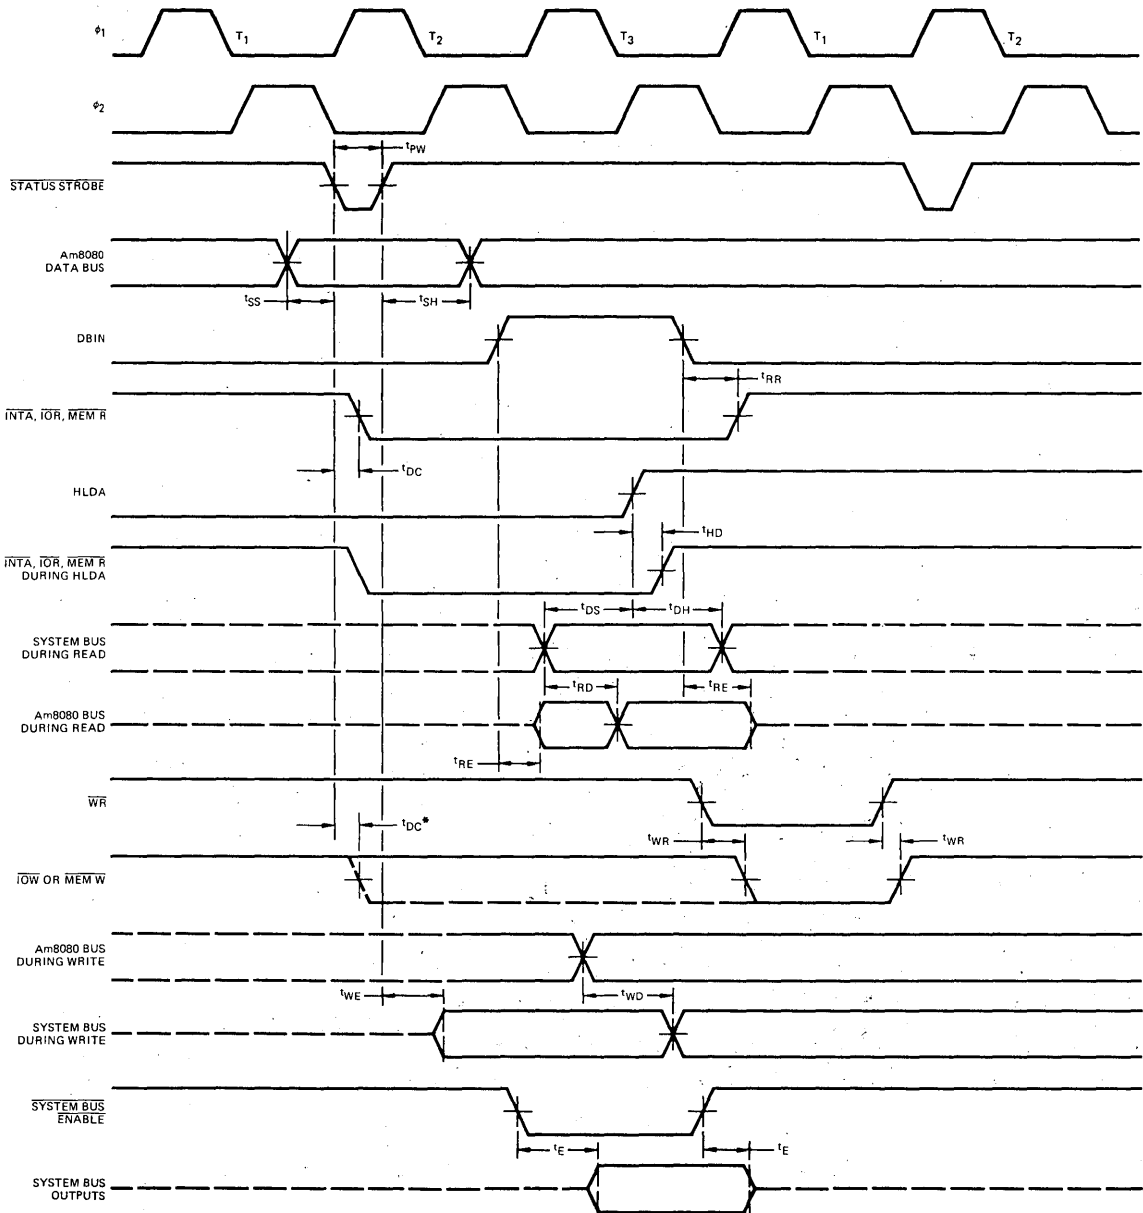 ϕ1 T1 T2 T3 T1 T2
ϕ2
tPW
STATUS STROBE
Am8080
DATA BUS
tSS tSH
DBIN
tRR
INTA, IOR, MEM R
tDC
HLDA
tHD
INTA, IOR, MEM R
DURING HLDA
tDS tDH
SYSTEM BUS
DURING READ
tRD tRE
Am8080 BUS
DURING READ
tRE
WR
tDC* tWR tWR
IOW OR MEM W
Am8080 BUS
DURING WRITE
tWE tWD
SYSTEM BUS
DURING WRITE
SYSTEM BUS
ENABLE
tE tE
SYSTEM BUS
OUTPUTS